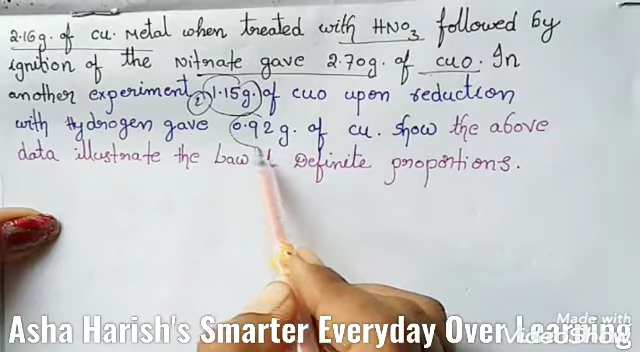 2.16g. of cu. Metal when treated with HNO3 followed by
ignition of the Nitrate gave 2.70g. of cuo. In
another experiment 1.15g. of cuo upon reduction
with Hydrogen gave 0.92g. of cu. show the above
data illustrate the Law of Definite proportions.
Made with
VideoShow
Asha Harish's Smarter Everyday Over Learning